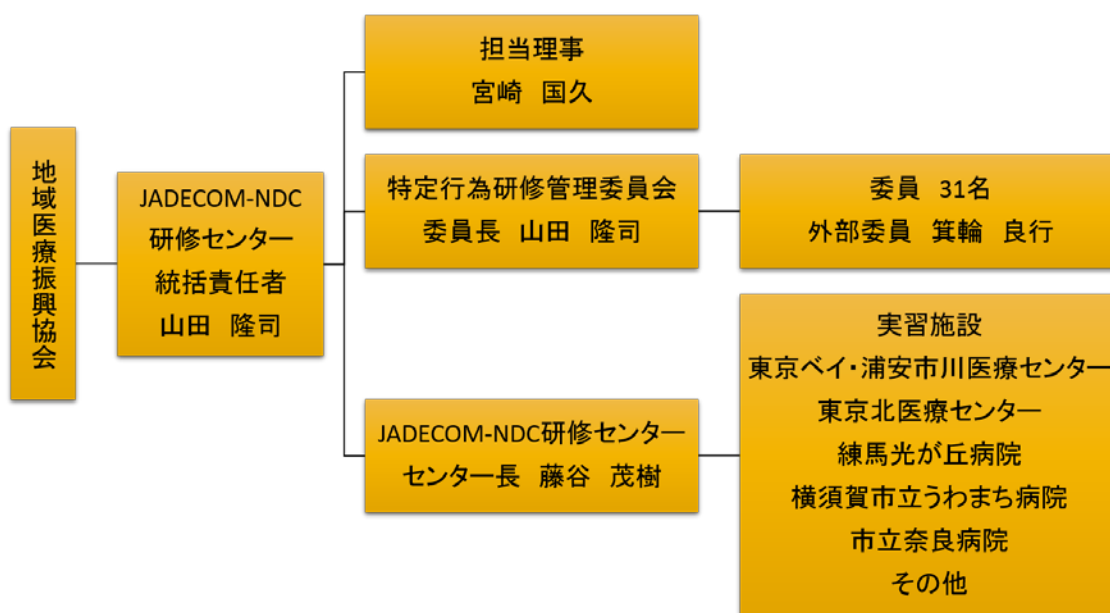 地域医療振興協会
JADECOM-NDC
研修センター
統括責任者
山田　隆司
担当理事
宮崎　国久
特定行為研修管理委員会
委員長　山田　隆司
委員　31名
外部委員　箕輪　良行
JADECOM-NDC研修センター
センター長　藤谷　茂樹
実習施設
東京ベイ・浦安市川医療センター
東京北医療センター
練馬光が丘病院
横須賀市立うわまち病院
市立奈良病院
その他